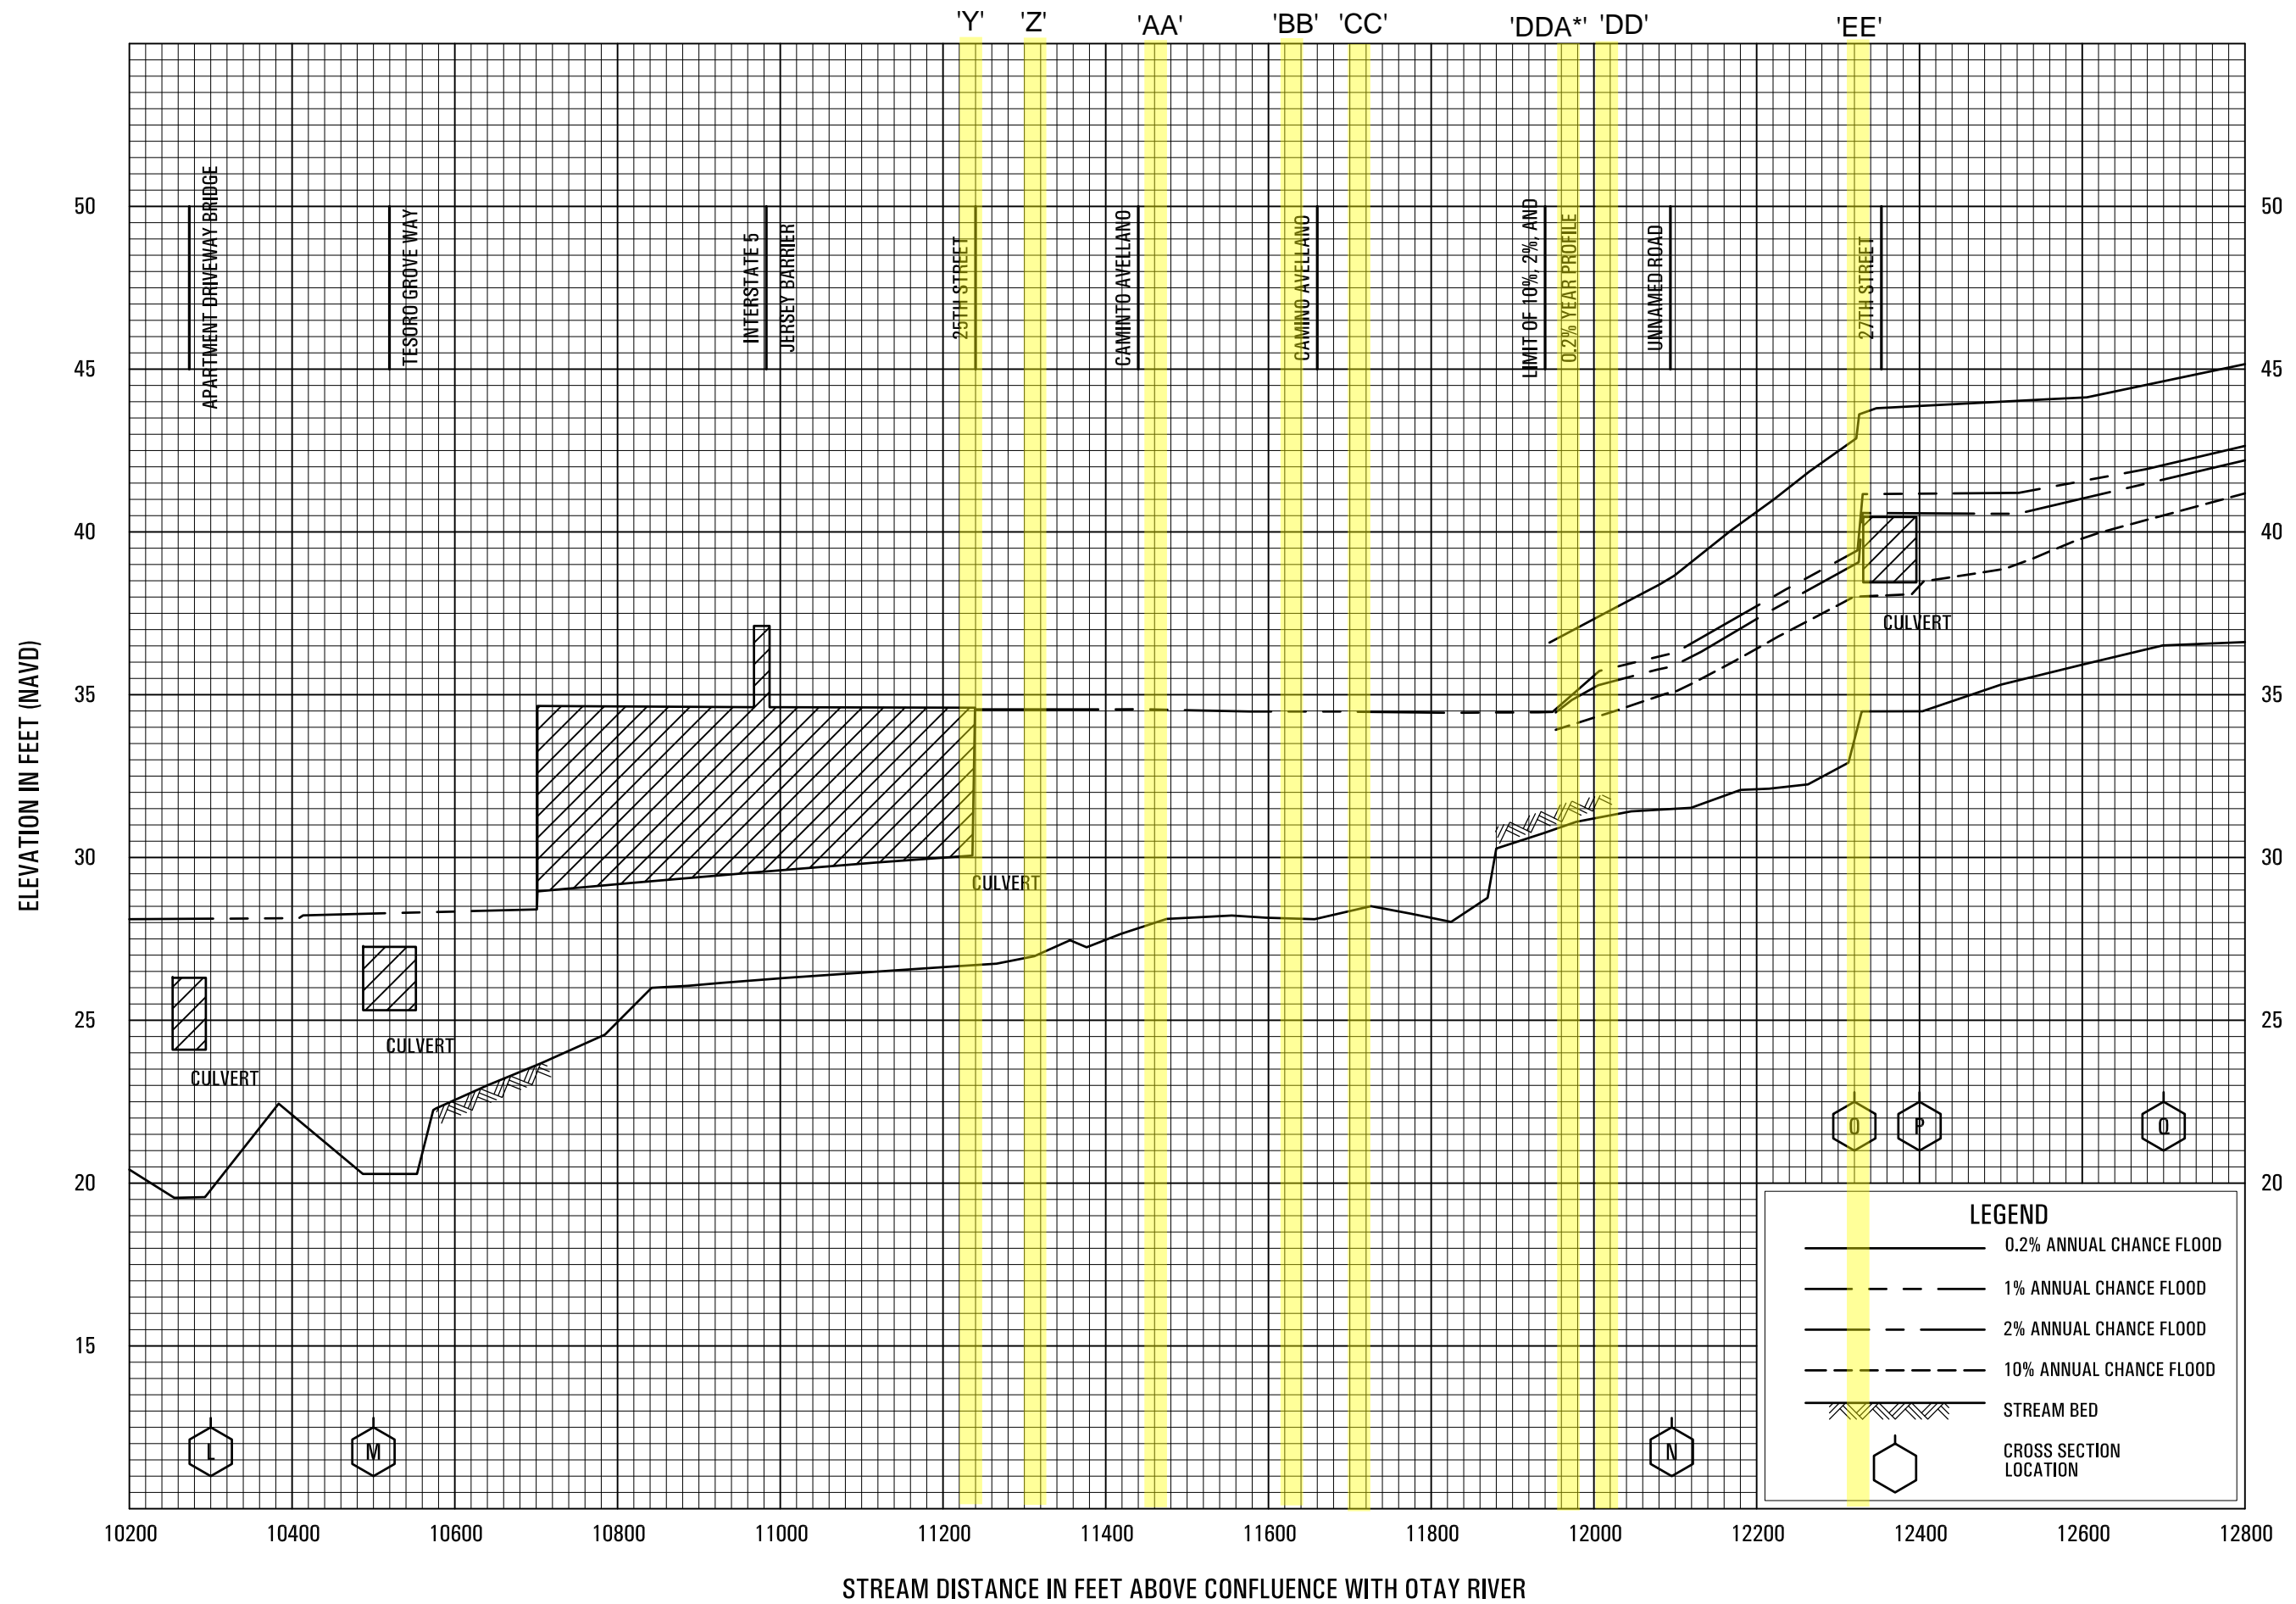 'Y' 'Z' 'AA' 'BB' 'CC' 'DDA*' 'DD' 'EE'
APARTMENT DRIVEWAY BRIDGE
TESORO GROVE WAY
INTERSTATE 5
JERSEY BARRIER
25TH STREET
CAMINTO AVELLANO
CAMINO AVELLANO
LIMIT OF 10%, 2%, AND
0.2% YEAR PROFILE
UNNAMED ROAD
27TH STREET
50 50
45 45
40 40
35 35
30 30
25 25
20 20
15
ELEVATION IN FEET (NAVD)
CULVERT
CULVERT
CULVERT
CULVERT
O P Q
L M N
LEGEND
0.2% ANNUAL CHANCE FLOOD
1% ANNUAL CHANCE FLOOD
2% ANNUAL CHANCE FLOOD
10% ANNUAL CHANCE FLOOD
STREAM BED
CROSS SECTION
LOCATION
10200 10400 10600 10800 11000 11200 11400 11600 11800 12000 12200 12400 12600 12800
STREAM DISTANCE IN FEET ABOVE CONFLUENCE WITH OTAY RIVER